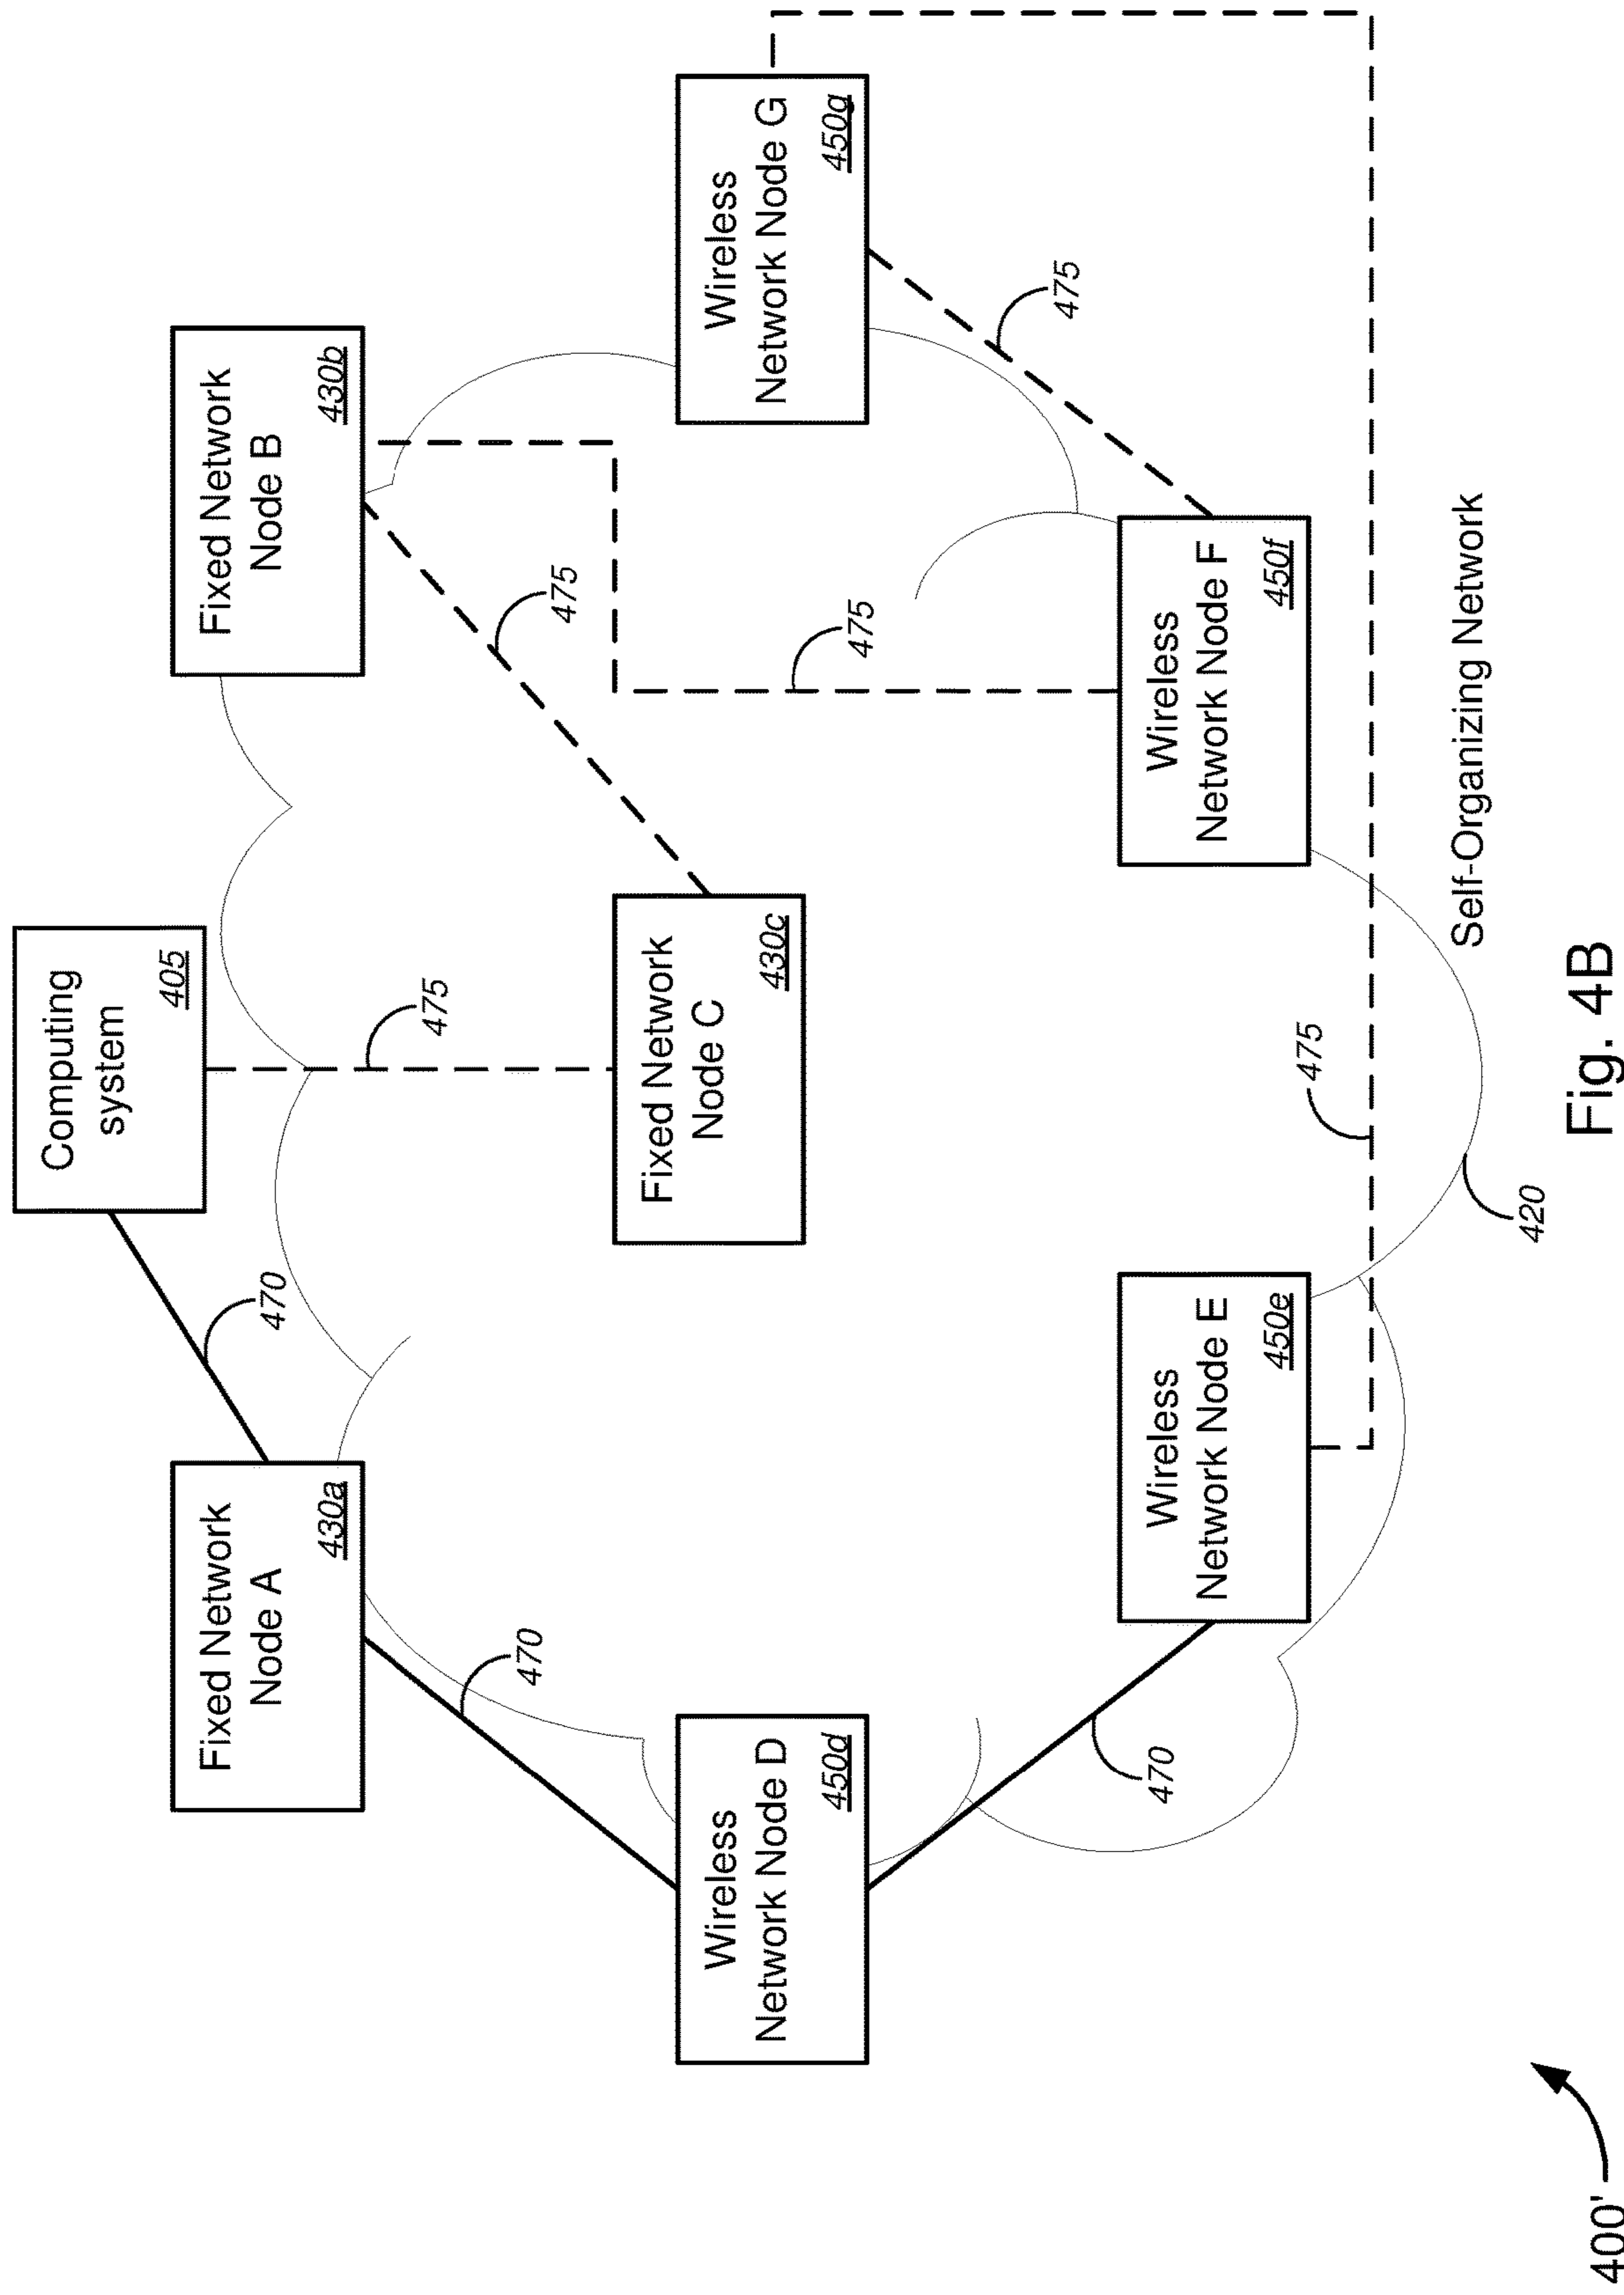 Computing
system
405
470
Fixed Network
Node A
430a
Fixed Network
Node B
430b
475
475
470
Fixed Network
Node C
430c
Wireless
Network Node D
450d
Wireless
Network Node G
450g
475
475
470
Wireless
Network Node E
450e
Wireless
Network Node F
450f
475
420
Self-Organizing Network
400'
Fig. 4B